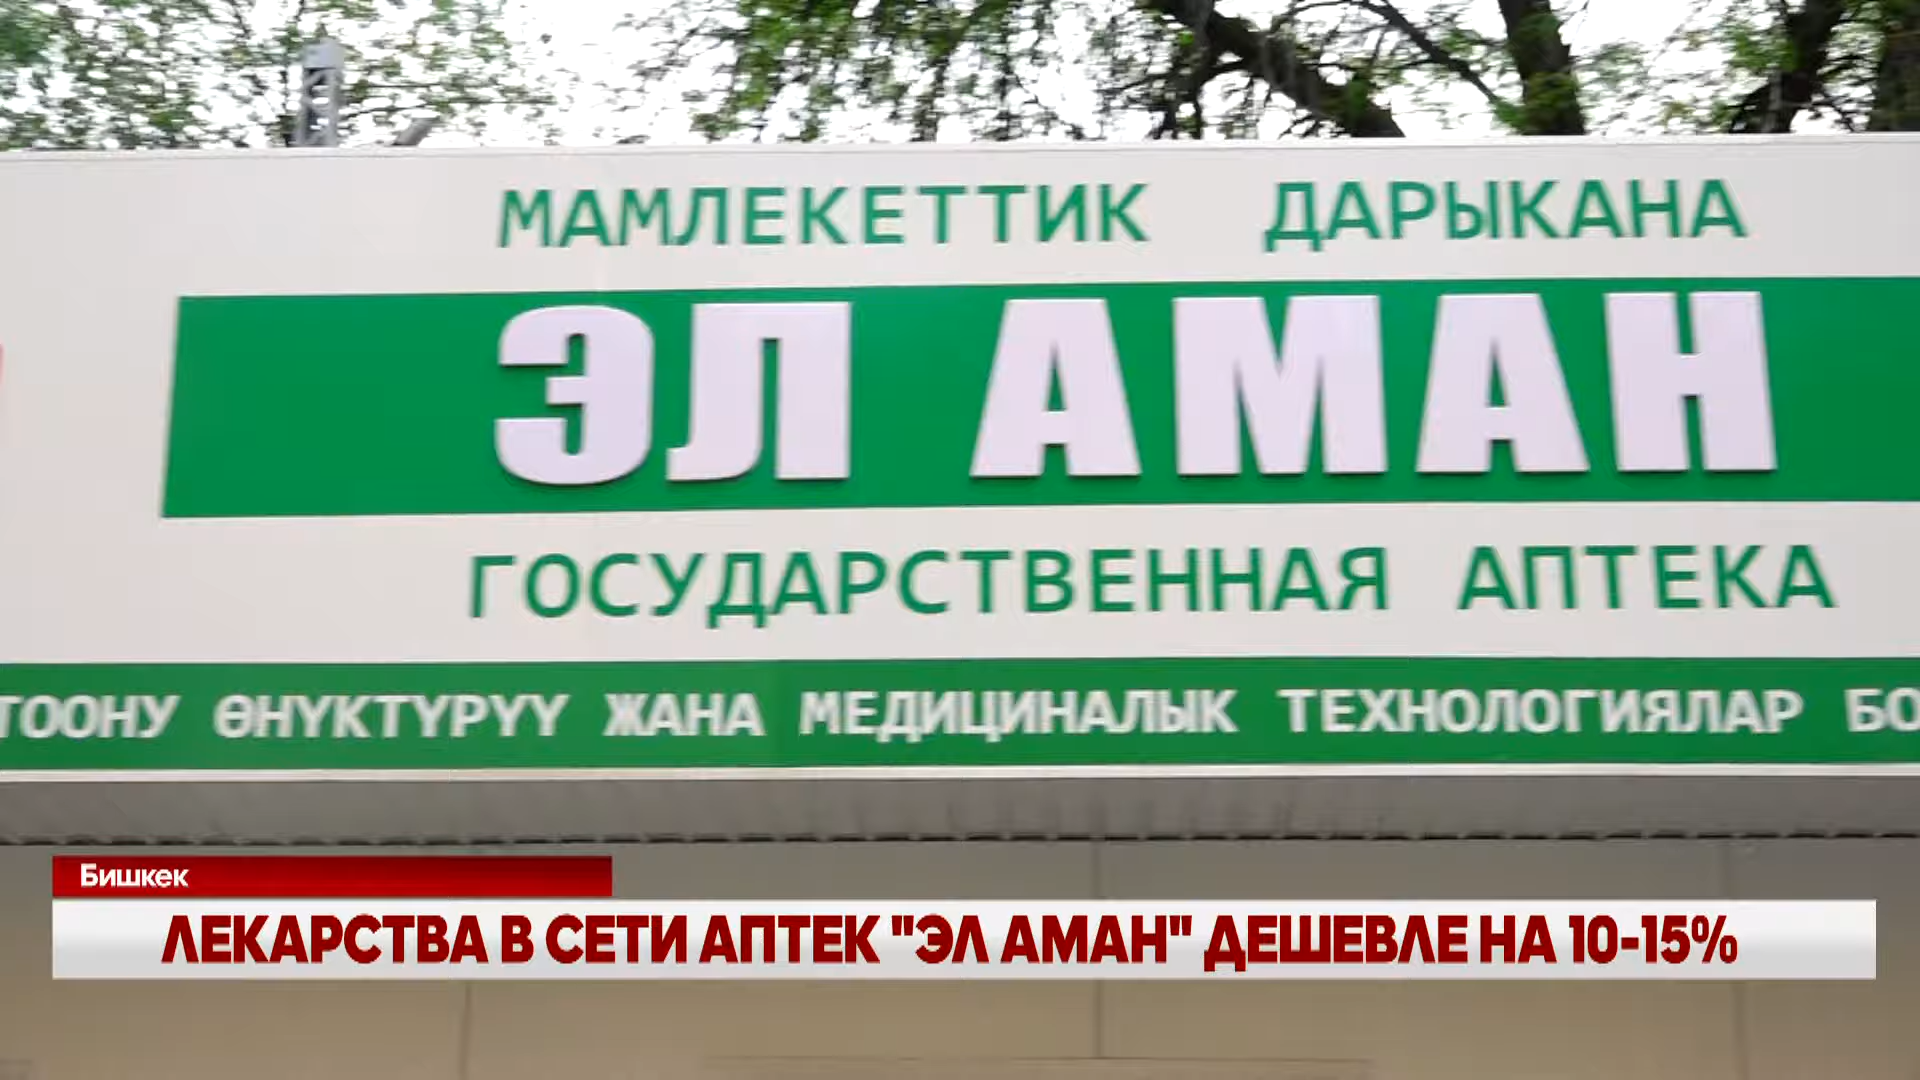 МАМЛЕКЕТТИК ДАРЫКАНА
ЭЛ АМАН
ГОСУДАРСТВЕННАЯ АПТЕКА
ӨНҮКТҮРҮҮ ЖАНА МЕДИЦИНАЛЫК ТЕХНОЛОГИЯЛАР
Бишкек
ЛЕКАРСТВА В СЕТИ АПТЕК "ЭЛ АМАН" ДЕШЕВЛЕ НА 10-15%